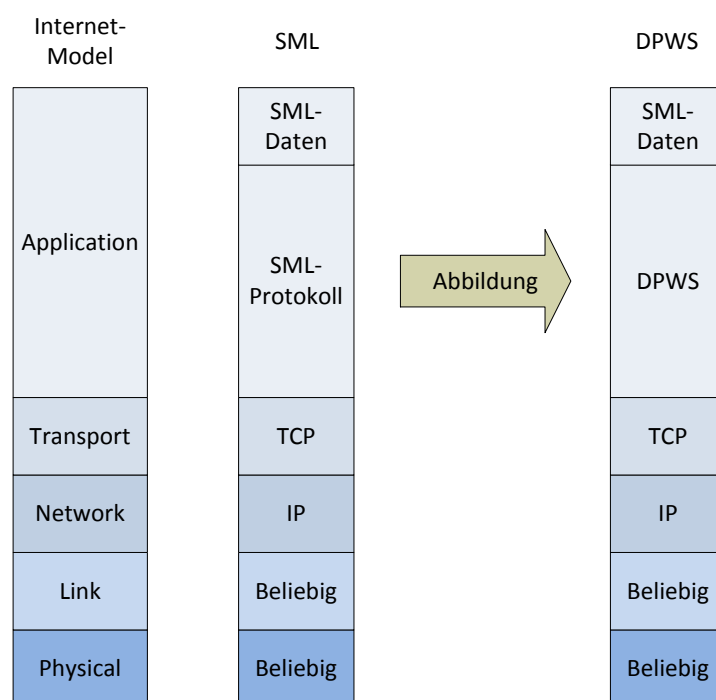 Internet-
Model
SML
DPWS
Application
SML-
Daten
SML-
Protokoll
Abbildung
SML-
Daten
DPWS
Transport
TCP
TCP
Network
IP
IP
Link
Beliebig
Beliebig
Physical
Beliebig
Beliebig